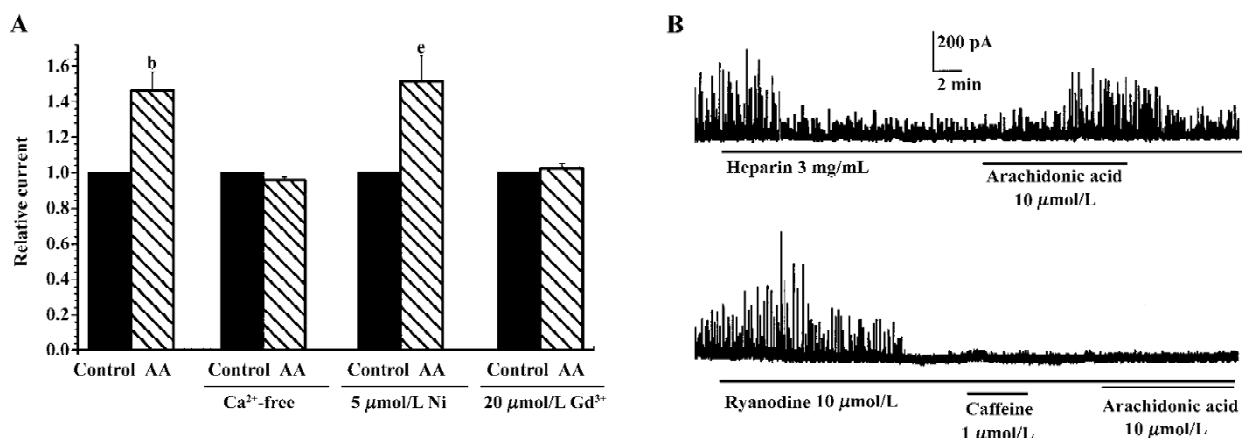 A
Relative current
1.6
1.4
1.2
1.0
0.8
0.6
0.4
0.2
0.0
b
e
Control AA
Control AA
Control AA
Control AA
Ca²⁺-free
5 μmol/L Ni
20 μmol/L Gd³⁺
B
200 pA
2 min
Heparin 3 mg/mL
Arachidonic acid
10 μmol/L
Ryanodine 10 μmol/L
Caffeine
1 μmol/L
Arachidonic acid
10 μmol/L